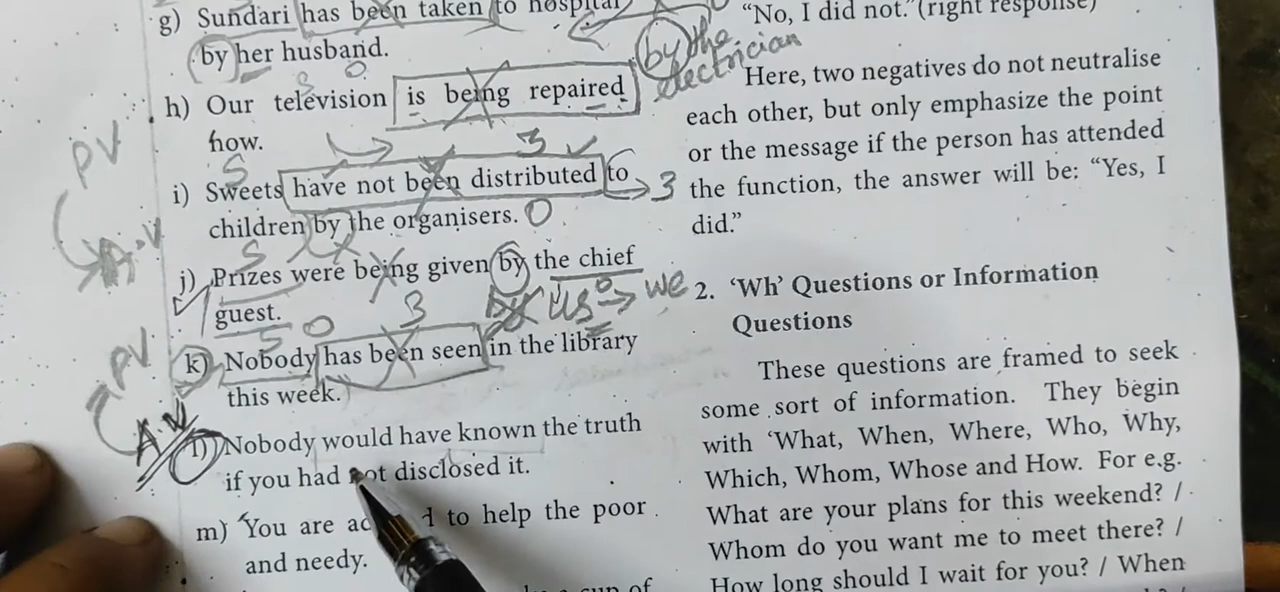 g) Sundari has been taken to hospital
by her husband.
by the
electrician
S O
h) Our television is being repaired
how.
PV
3
S
i) Sweets have not been distributed to
3
children by the organisers. O
A.V
S
j) Prizes were being given by the chief
guest.
by us O we
3
S O
PV
k) Nobody has been seen in the library
this week.
A.V
l) Nobody would have known the truth
if you had not disclosed it.
m) You are ad d to help the poor
and needy.
cup of
"No, I did not." (right response)
Here, two negatives do not neutralise
each other, but only emphasize the point
or the message if the person has attended
the function, the answer will be: "Yes, I
did."
2. 'Wh' Questions or Information
Questions
These questions are framed to seek
some sort of information. They begin
with 'What, When, Where, Who, Why,
Which, Whom, Whose and How. For e.g.
What are your plans for this weekend? /
Whom do you want me to meet there? /
How long should I wait for you? / When